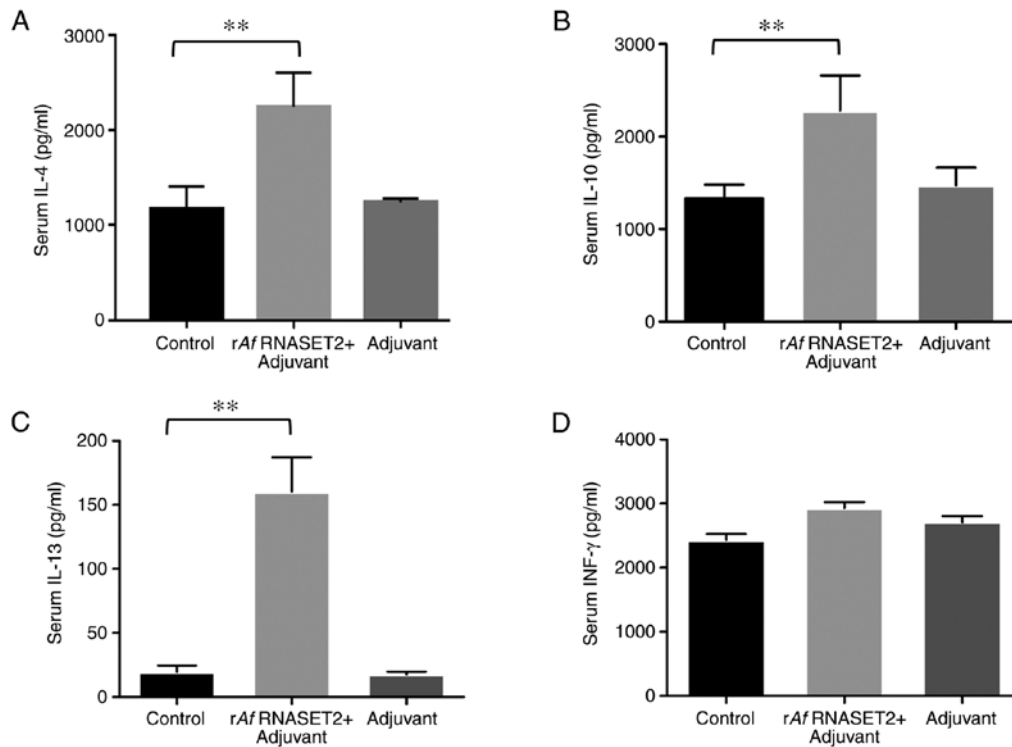 A
**
3000
2000
1000
0
Serum IL-4 (pg/ml)
Control
rAf RNASET2+
Adjuvant
Adjuvant
B
**
3000
2000
1000
0
Serum IL-10 (pg/ml)
Control
rAf RNASET2+
Adjuvant
Adjuvant
C
**
200
150
100
50
0
Serum IL-13 (pg/ml)
Control
rAf RNASET2+
Adjuvant
Adjuvant
D
4000
3000
2000
1000
0
Serum INF-γ (pg/ml)
Control
rAf RNASET2+
Adjuvant
Adjuvant